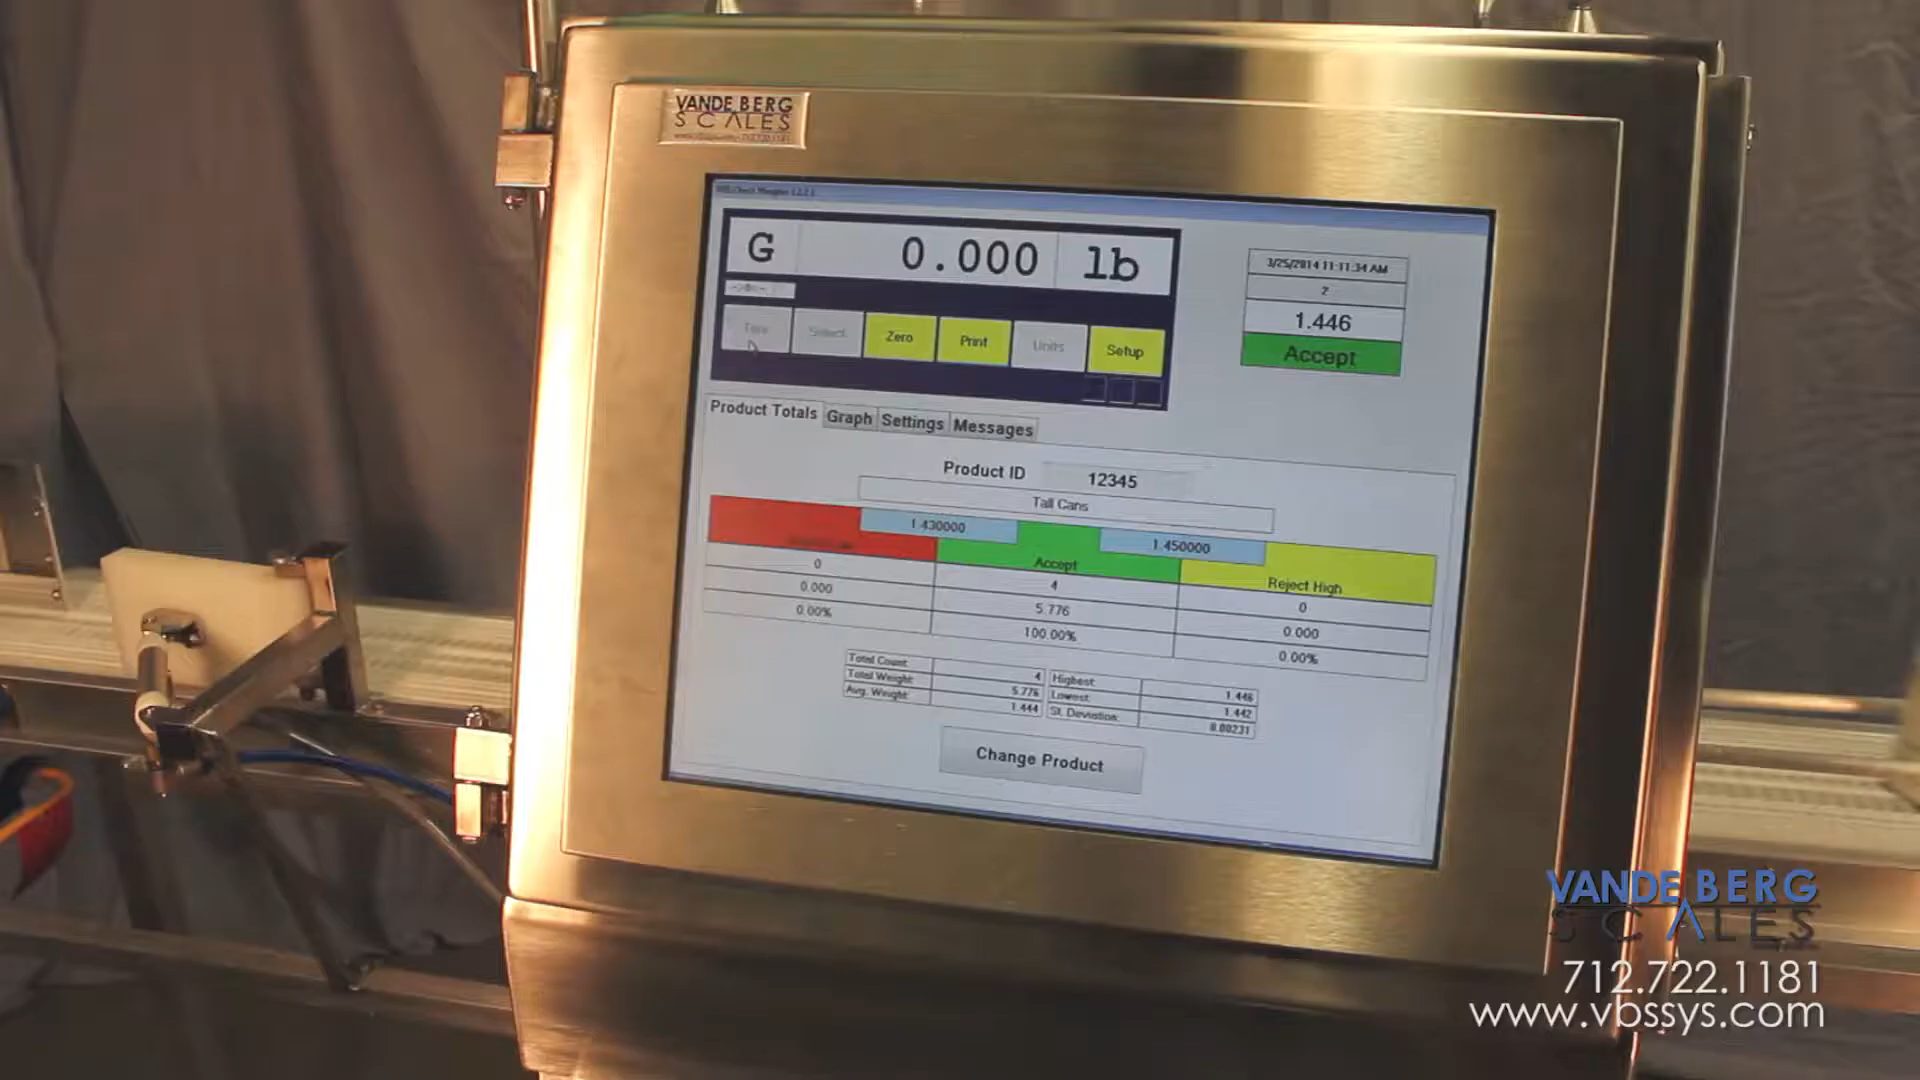 VANDE BERG
SCALES
G 0.000 lb
Tare Select Zero Print Units Setup
3/25/2014 11:11:34 AM
2
1.446
Accept
Product Totals Graph Settings Messages
Product ID 12345
Tall Cans
1.430000 1.450000
Accept Reject High
0 4 0
0.000 5.776 0.000
0.00% 100.00% 0.00%
Total Count 4 Highest 1.446
Total Weight 5.776 Lowest 1.442
Avg. Weight 1.444 St. Deviation 0.00231
Change Product
VANDE BERG
SCALES
712.722.1181
www.vbssys.com